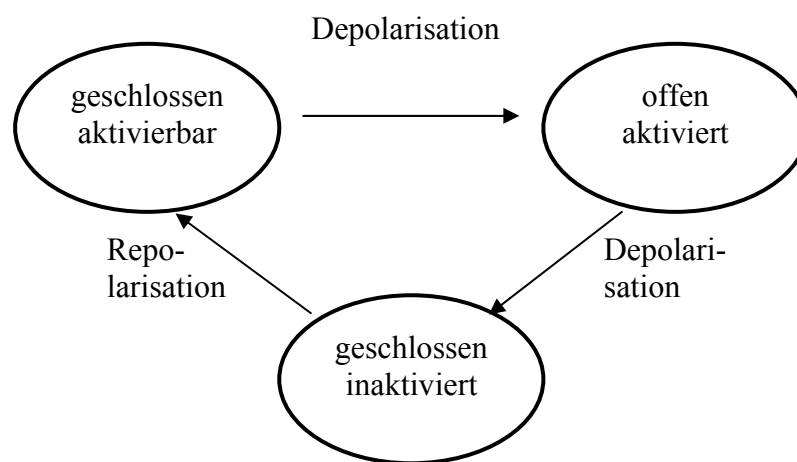 Depolarisation
geschlossen
aktivierbar
offen
aktiviert
Repo-
larisation
Depolari-
sation
geschlossen
inaktiviert